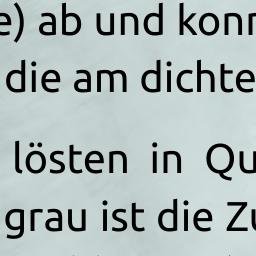 e) ab und konn
die am dichte
lösten in Qu
grau ist die Zu